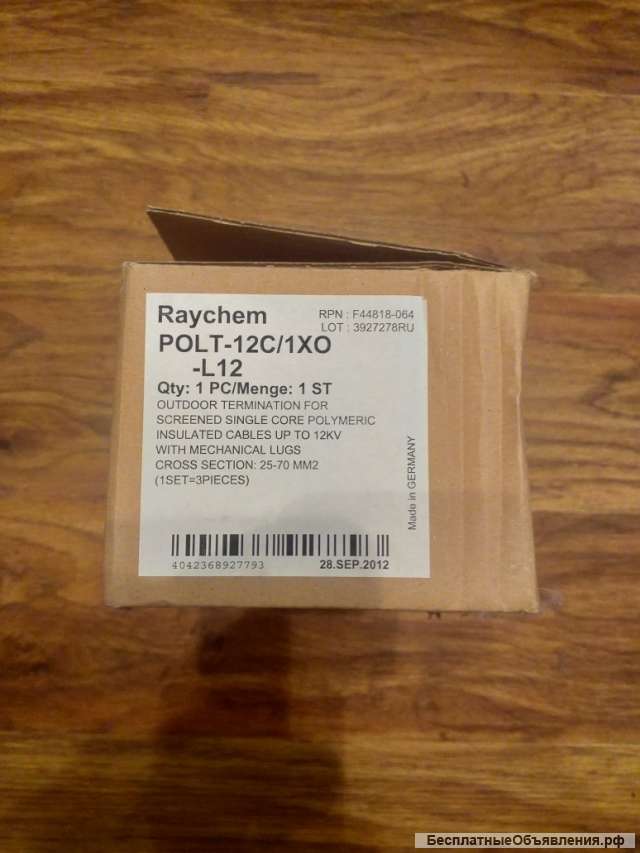 Raychem
RPN : F44818-064
LOT : 3927278RU
POLT-12C/1XO
-L12
Qty: 1 PC/Menge: 1 ST
OUTDOOR TERMINATION FOR
SCREENED SINGLE CORE POLYMERIC
INSULATED CABLES UP TO 12KV
WITH MECHANICAL LUGS
CROSS SECTION: 25-70 MM2
(1SET=3PIECES)
Made in GERMANY
4042368927793
28.SEP.2012
БесплатныеОбъявления.рф